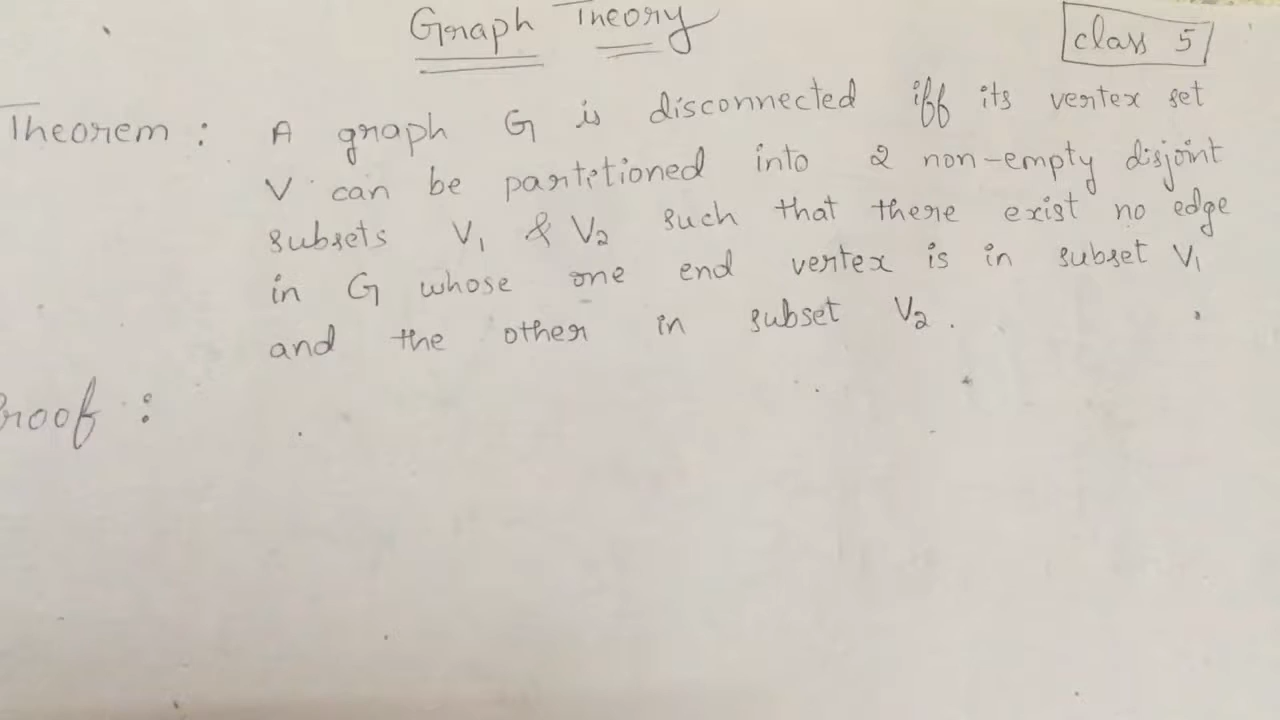 Graph Theory
class 5
Theorem : A graph G is disconnected iff its vertex set
V can be partitioned into 2 non-empty disjoint
subsets V₁ & V₂ such that there exist no edge
in G whose one end vertex is in subset V₁
and the other in subset V₂.
Proof :